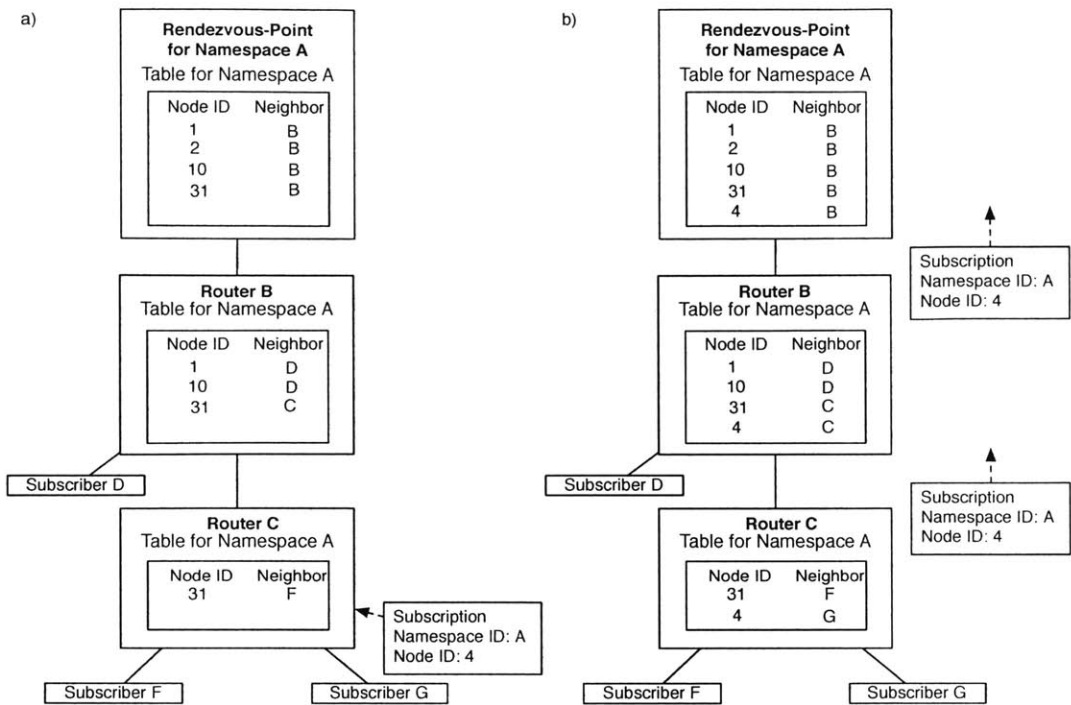 a)
Rendezvous-Point
for Namespace A
Table for Namespace A
Node ID Neighbor
1 B
2 B
10 B
31 B
Router B
Table for Namespace A
Node ID Neighbor
1 D
10 D
31 C
Subscriber D
Router C
Table for Namespace A
Node ID Neighbor
31 F
Subscription
Namespace ID: A
Node ID: 4
Subscriber F
Subscriber G
b)
Rendezvous-Point
for Namespace A
Table for Namespace A
Node ID Neighbor
1 B
2 B
10 B
31 B
4 B
Subscription
Namespace ID: A
Node ID: 4
Router B
Table for Namespace A
Node ID Neighbor
1 D
10 D
31 C
4 C
Subscriber D
Subscription
Namespace ID: A
Node ID: 4
Router C
Table for Namespace A
Node ID Neighbor
31 F
4 G
Subscriber F
Subscriber G